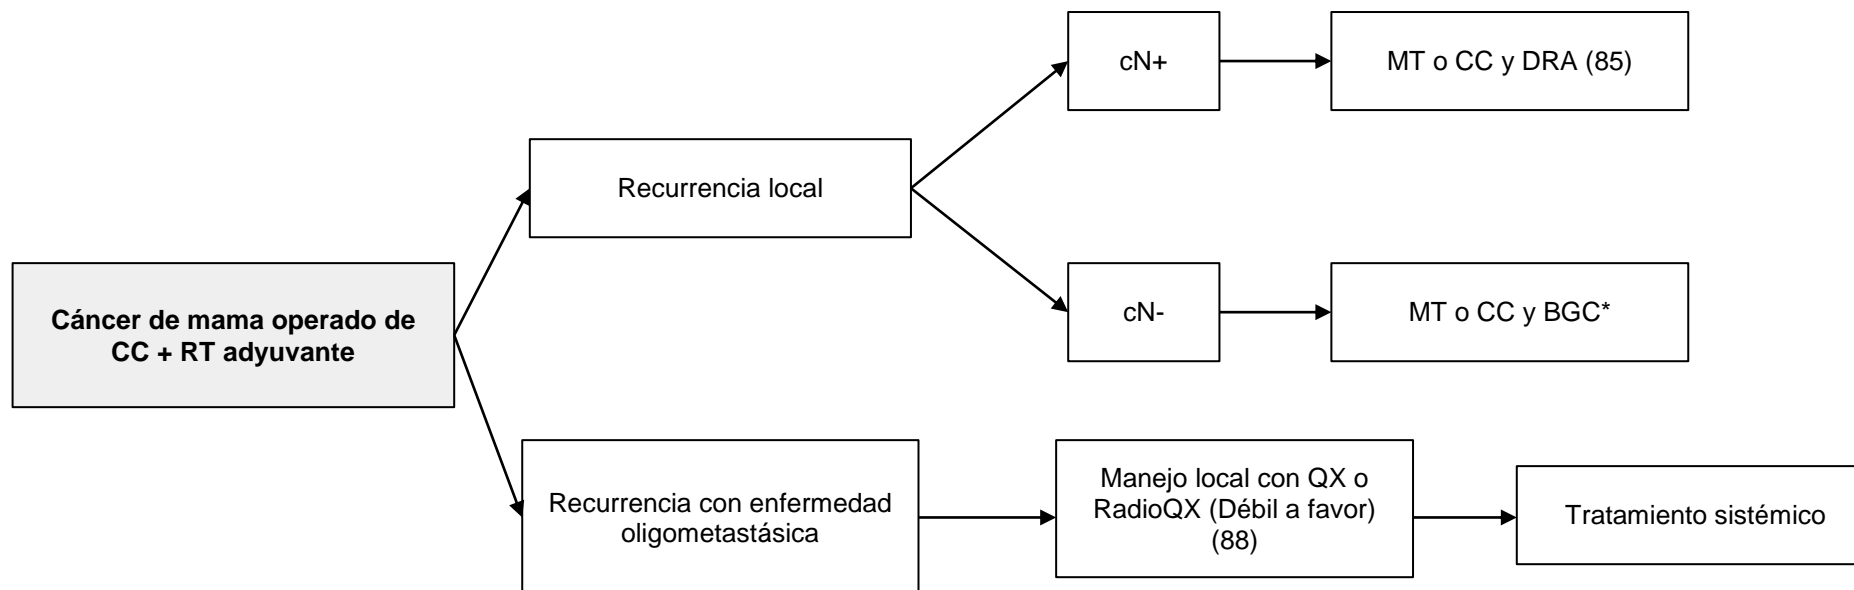 cN+
MT o CC y DRA (85)
Recurrencia local
cN-
MT o CC y BGC*
Cáncer de mama operado de
CC + RT adyuvante
Recurrencia con enfermedad
oligometastásica
Manejo local con QX o
RadioQX (Débil a favor)
(88)
Tratamiento sistémico